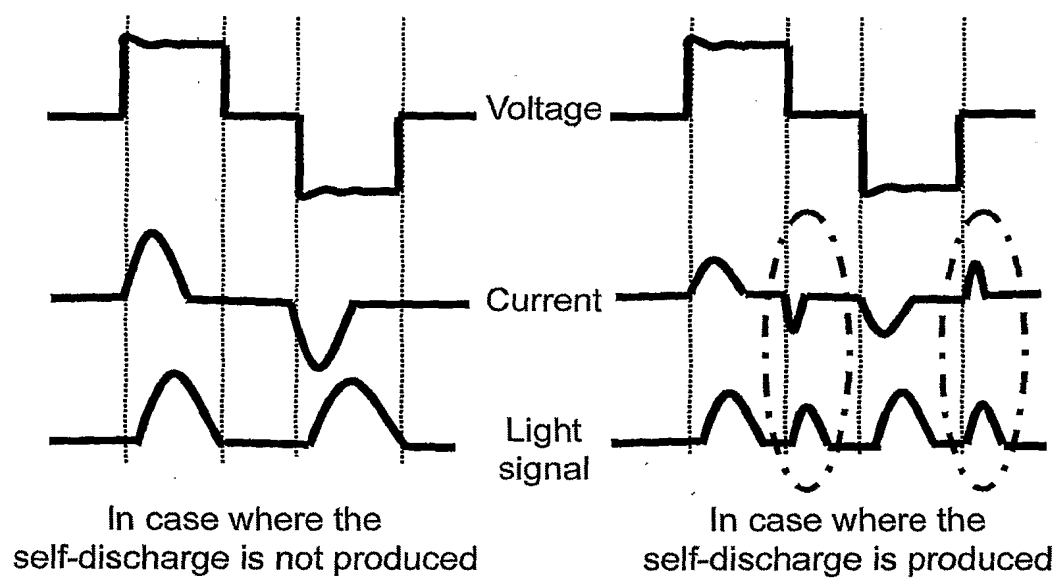 Voltage
Current
Light
signal
In case where the
self-discharge is not produced
In case where the
self-discharge is produced